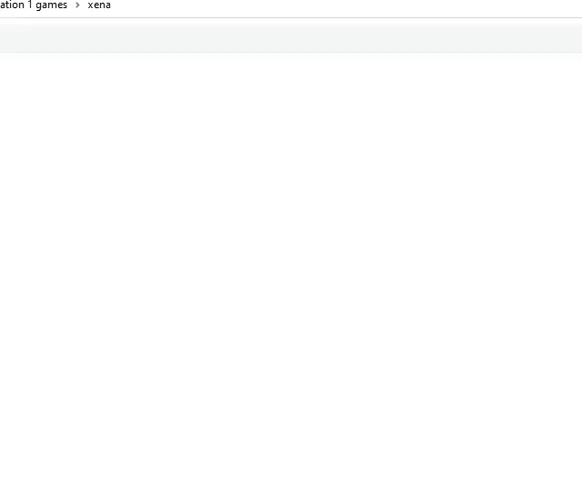 ation 1 games › xena